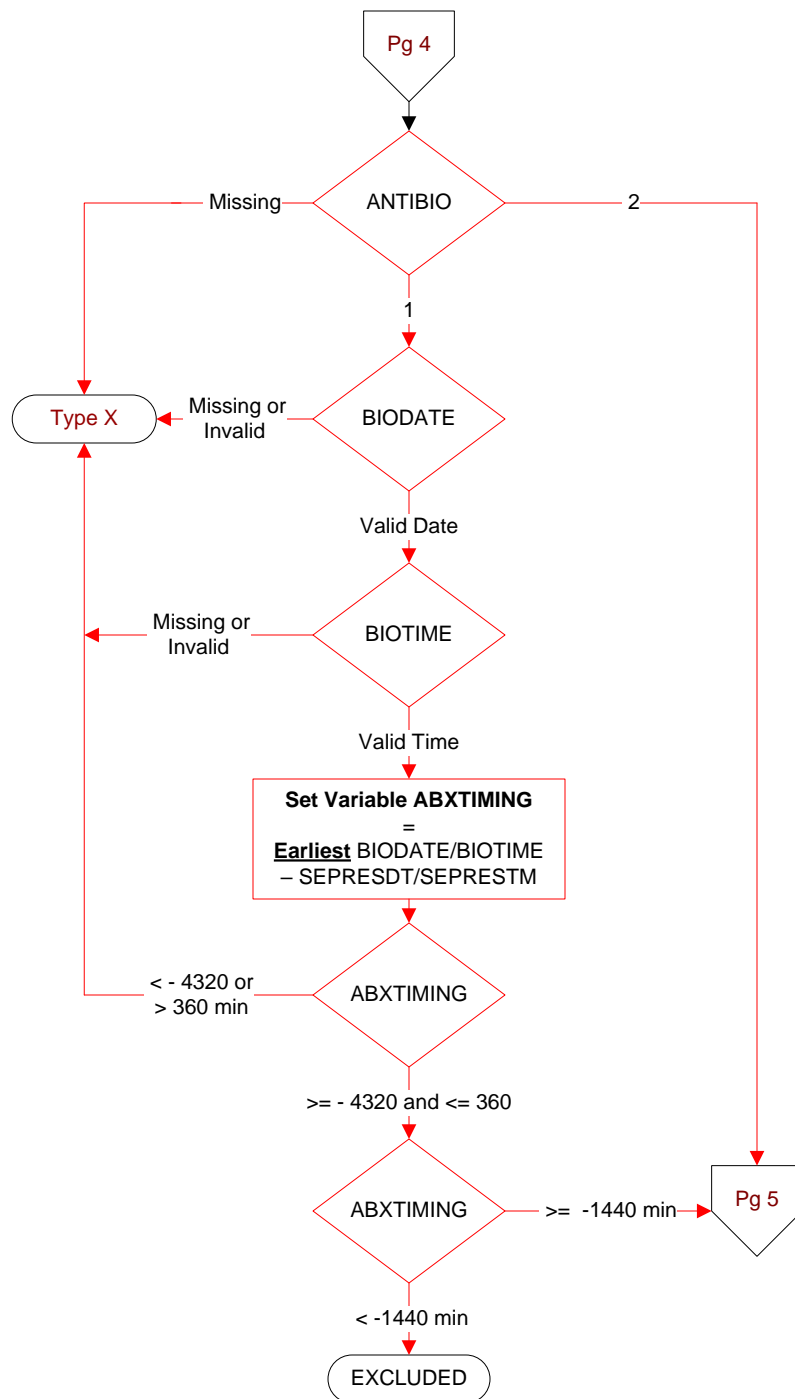 Pg 4
ANTIBIO
Missing
2
1
BIODATE
Missing or
Invalid
Type X
Valid Date
BIOTIME
Missing or
Invalid
Valid Time
Set Variable ABXTIMING
=
Earliest BIODATE/BIOTIME
– SEPRESDT/SEPRESTM
ABXTIMING
< - 4320 or
> 360 min
>= - 4320 and <= 360
ABXTIMING
>=  -1440 min
Pg 5
< -1440 min
EXCLUDED